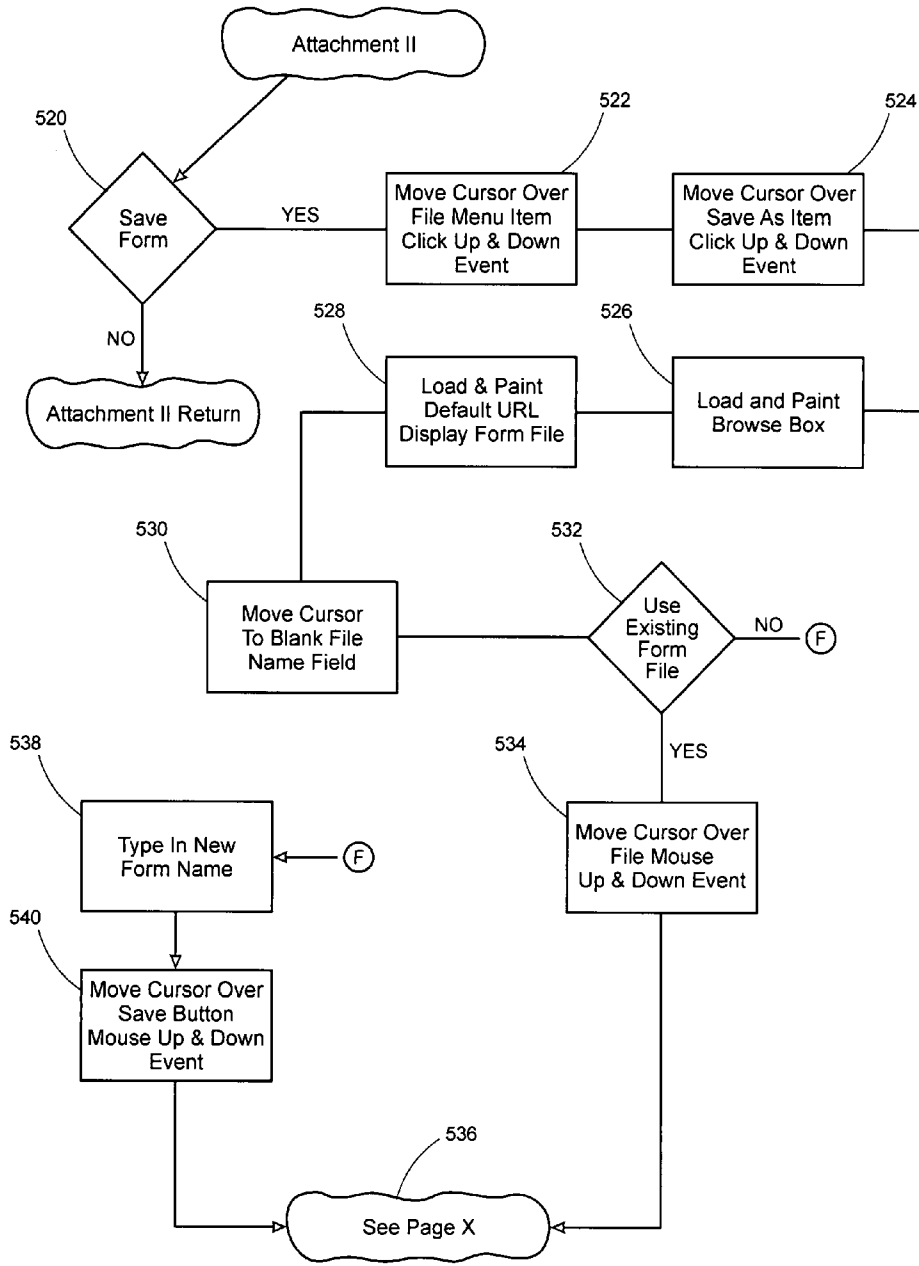 Attachment II
520
Save
Form
YES
NO
Attachment II Return
522
Move Cursor Over
File Menu Item
Click Up & Down
Event
524
Move Cursor Over
Save As Item
Click Up & Down
Event
528
Load & Paint
Default URL
Display Form File
526
Load and Paint
Browse Box
530
Move Cursor
To Blank File
Name Field
532
Use
Existing
Form
File
NO
F
YES
538
Type In New
Form Name
F
534
Move Cursor Over
File Mouse
Up & Down Event
540
Move Cursor Over
Save Button
Mouse Up & Down
Event
536
See Page X